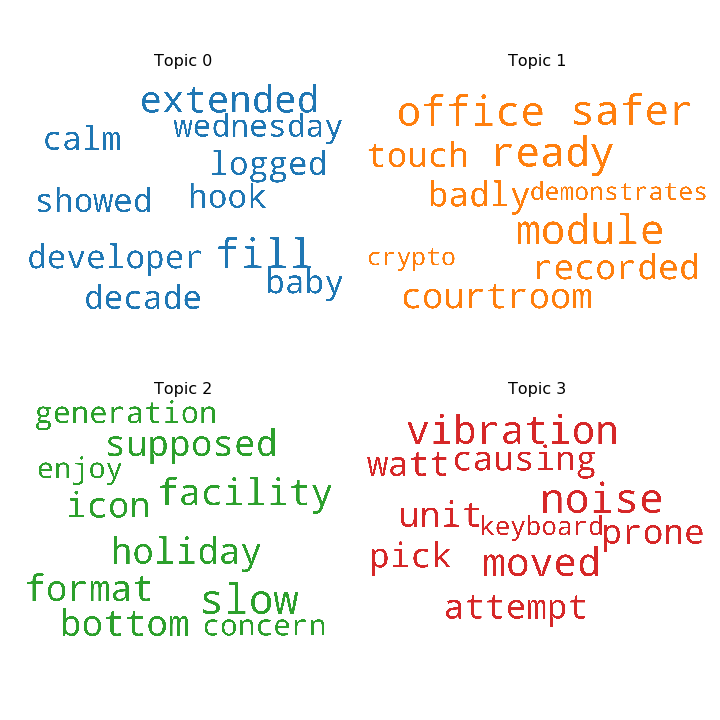 Topic 0
extended
wednesday
calm
logged
hook
showed
developer
fill
baby
decade
Topic 1
office safer
touch ready
badly demonstrates
module
crypto
recorded
courtroom
Topic 2
generation
supposed
enjoy
icon facility
holiday
format
slow
bottom concern
Topic 3
vibration
watt causing
noise
unit keyboard prone
pick moved
attempt